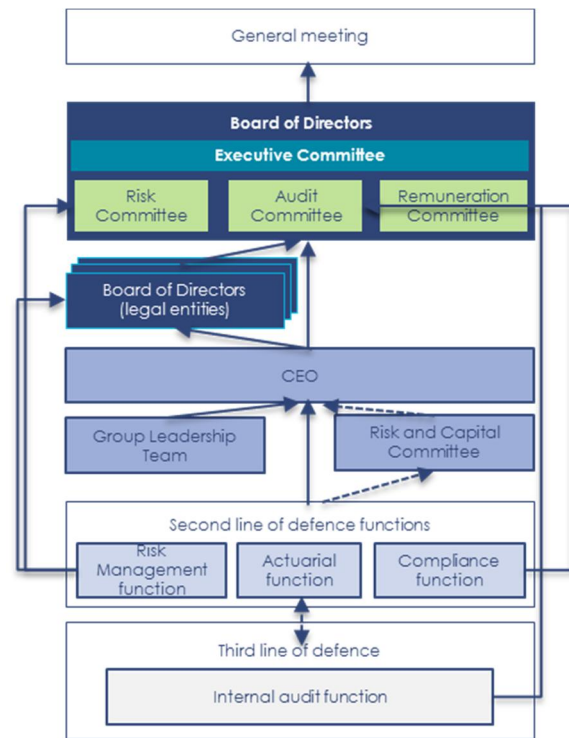 General meeting
Board of Directors
Executive Committee
Risk
Committee
Audit
Committee
Remuneration
Committee
Board of Directors
(legal entities)
CEO
Group Leadership
Team
Risk and Capital
Committee
Second line of defence functions
Risk
Management
function
Actuarial
function
Compliance
function
Third line of defence
Internal audit function